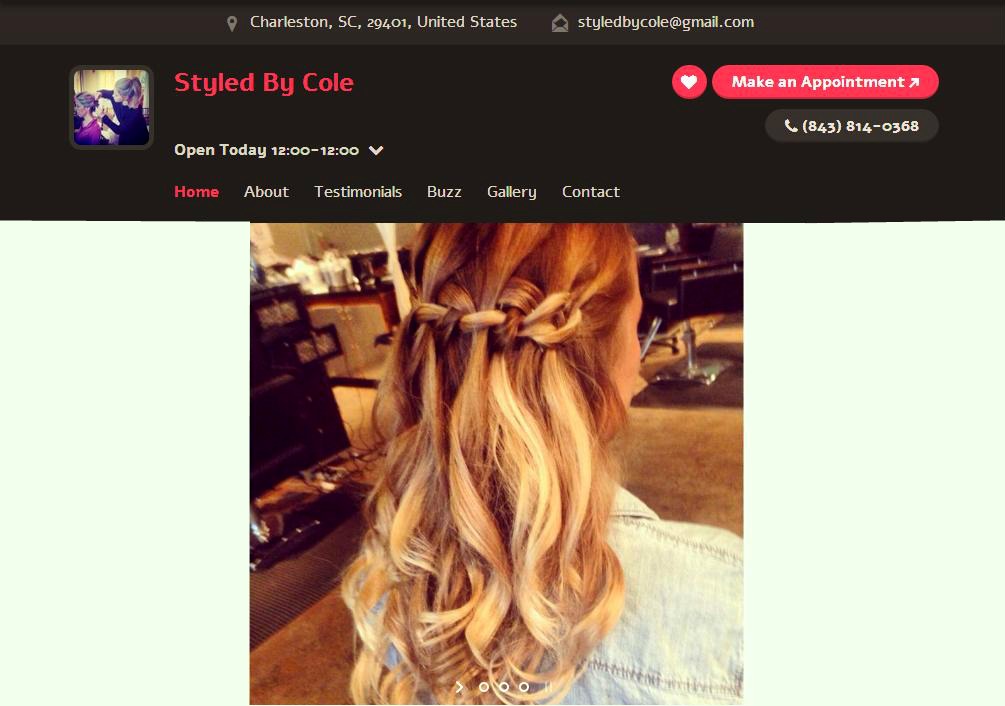 Charleston, SC, 29401, United States styledbycole@gmail.com
Styled By Cole
Make an Appointment
(843) 814-0368
Open Today 12:00-12:00
Home About Testimonials Buzz Gallery Contact